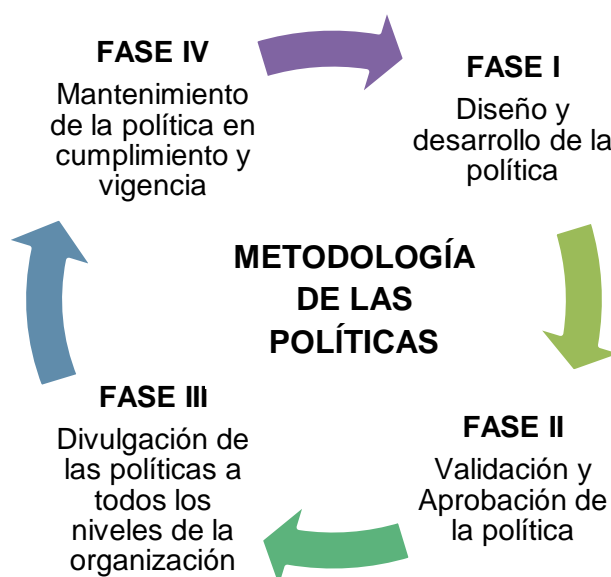 FASE I
Diseño y
desarrollo de la
política
FASE II
Validación y
Aprobación de
la política
FASE III
Divulgación de
las políticas a
todos los
niveles de la
organización
FASE IV
Mantenimiento
de la política en
cumplimiento y
vigencia
METODOLOGÍA
DE LAS
POLÍTICAS